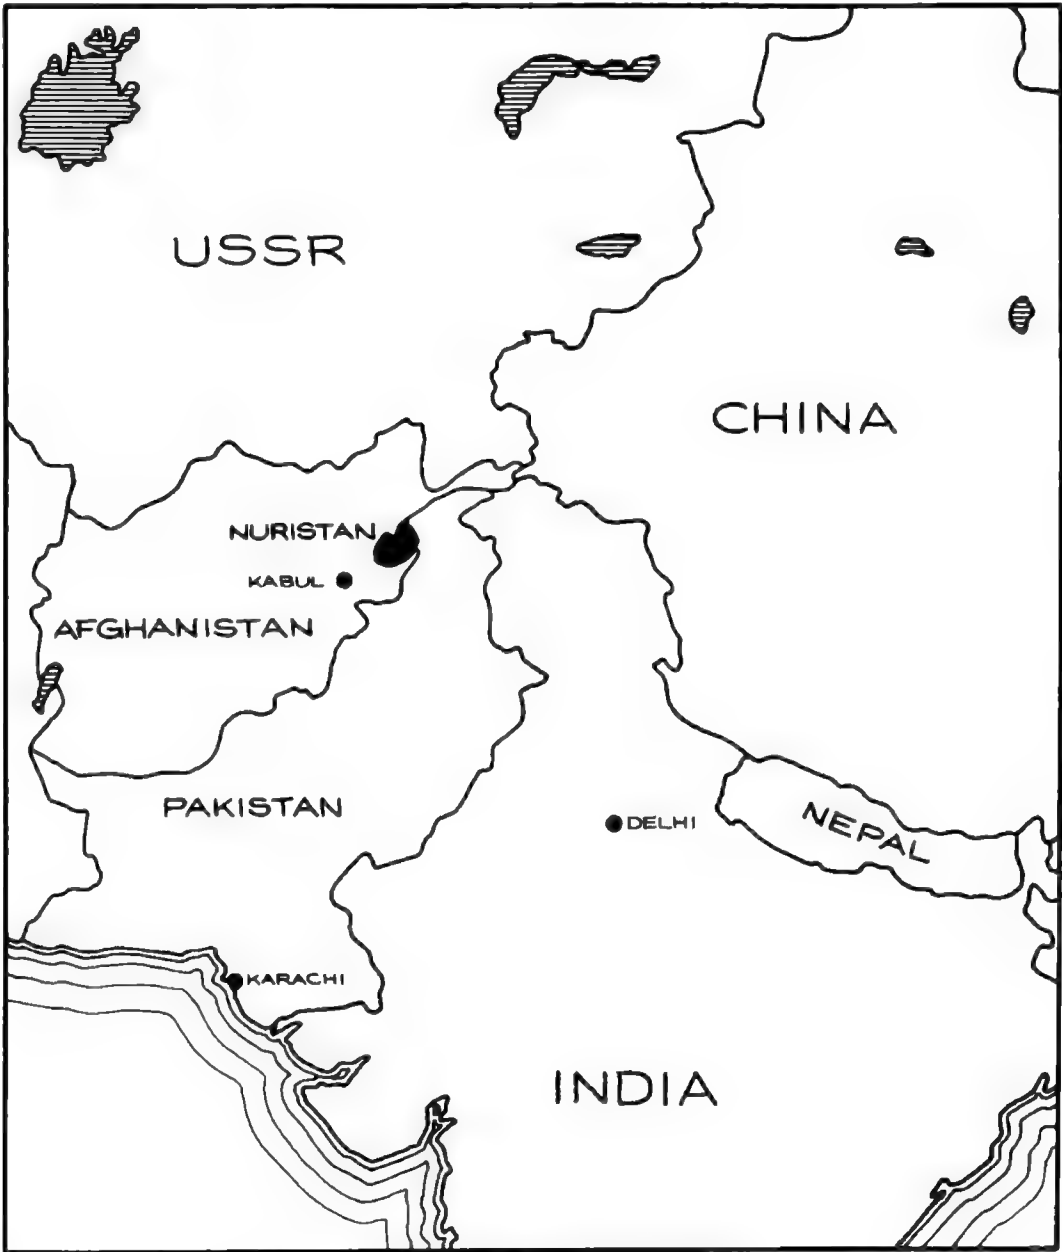 USSR
CHINA
NURISTAN
KABUL
AFGHANISTAN
PAKISTAN
DELHI
NEPAL
KARACHI
INDIA